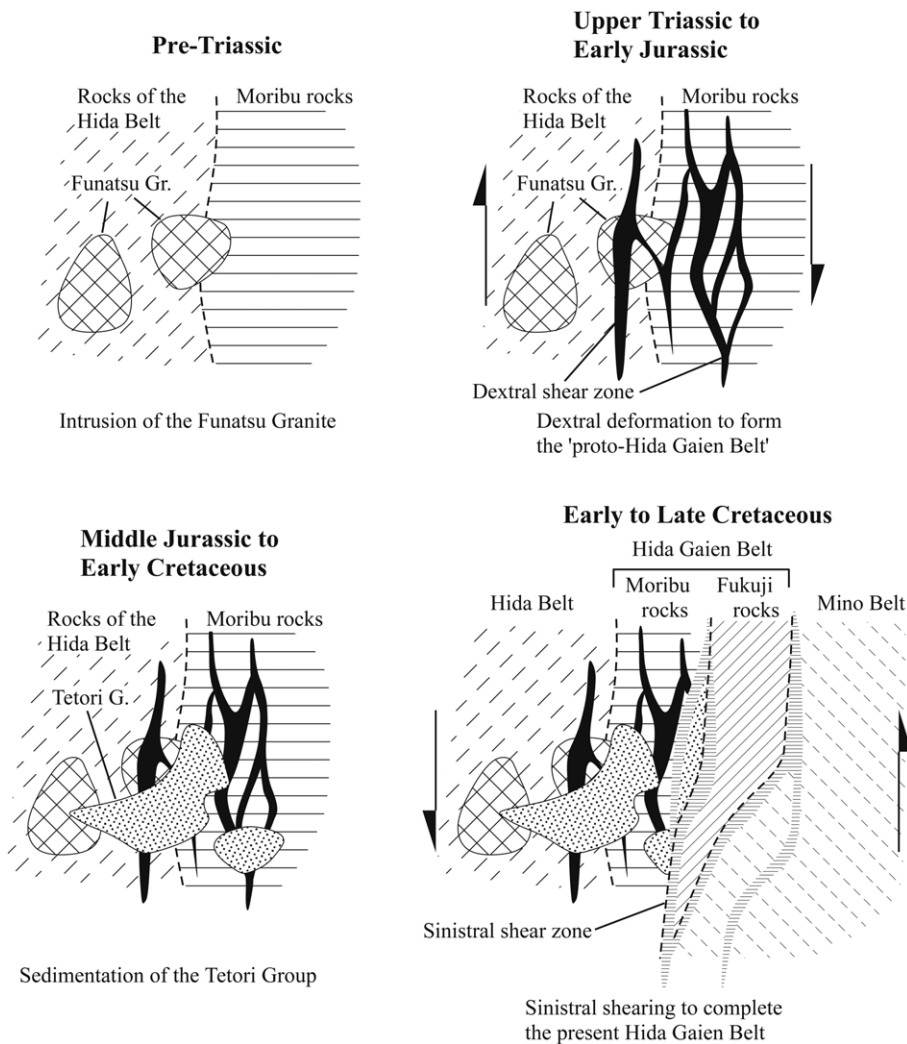 Pre-Triassic
Rocks of the
Hida Belt
Moribu rocks
Funatsu Gr.
Intrusion of the Funatsu Granite
Upper Triassic to
Early Jurassic
Rocks of the
Hida Belt
Moribu rocks
Funatsu Gr.
Dextral shear zone
Dextral deformation to form
the 'proto-Hida Gaien Belt'
Middle Jurassic to
Early Cretaceous
Rocks of the
Hida Belt
Moribu rocks
Tetori G.
Sedimentation of the Tetori Group
Early to Late Cretaceous
Hida Gaien Belt
Hida Belt
Moribu
rocks
Fukuji
rocks
Mino Belt
Sinistral shear zone
Sinistral shearing to complete
the present Hida Gaien Belt